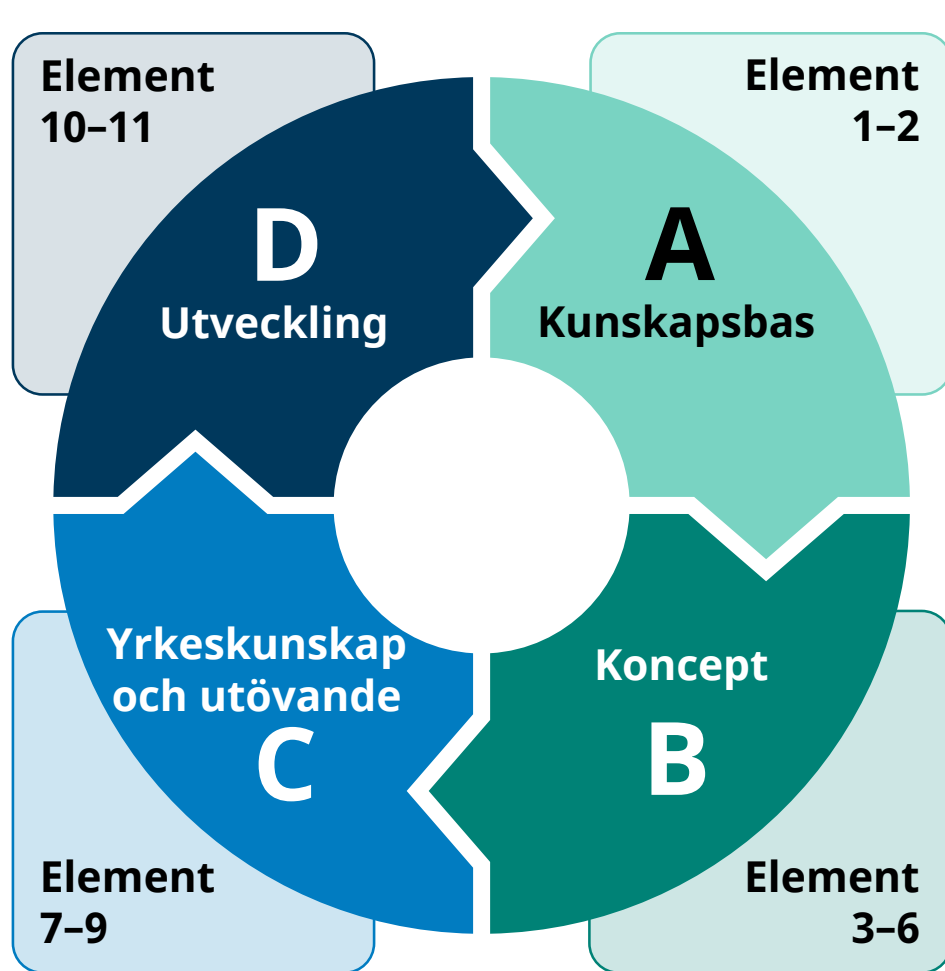 Element
10–11
Element
1–2
D
Utveckling
A
Kunskapsbas
Yrkeskunskap
och utövande
C
Koncept
B
Element
7–9
Element
3–6